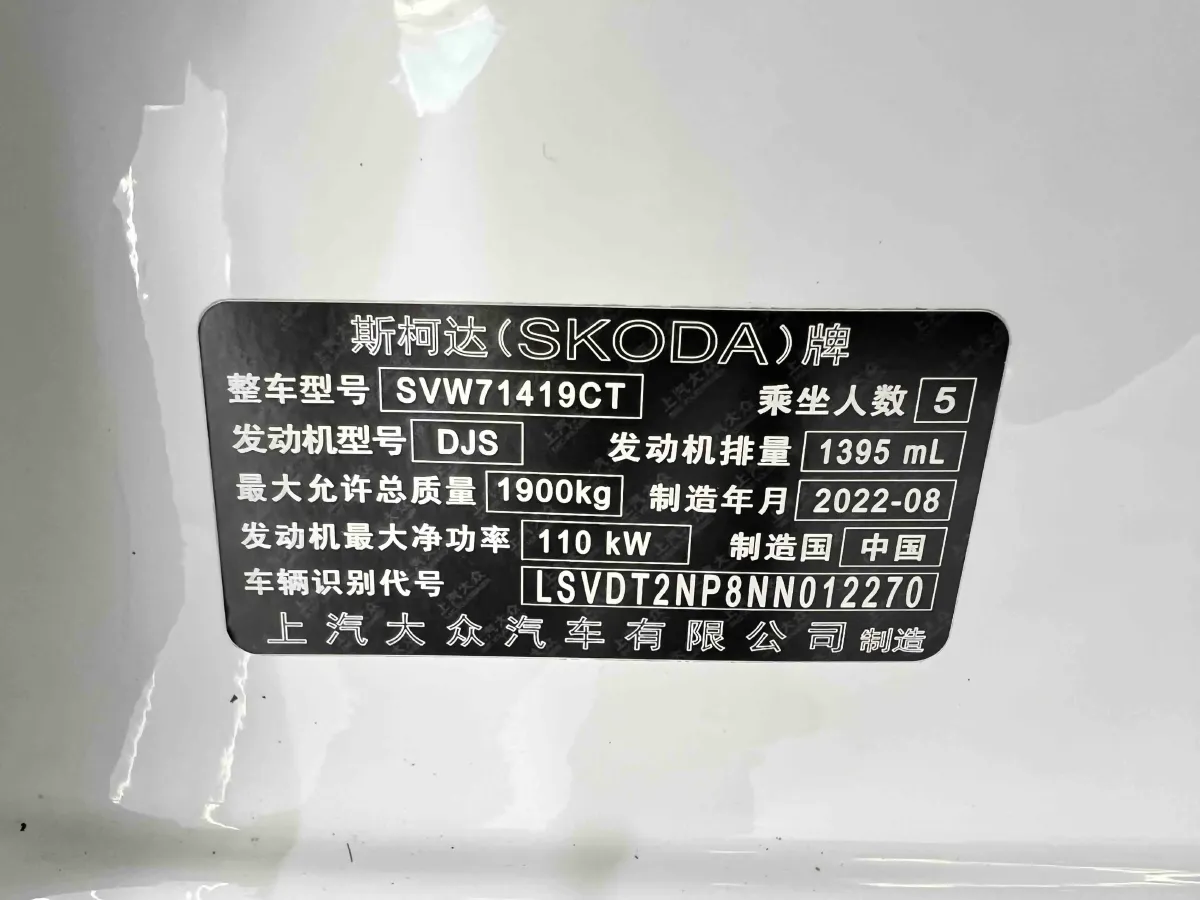 斯柯达(SKODA)牌
整车型号 SVW71419CT 乘坐人数 5
发动机型号 DJS 发动机排量 1395 mL
最大允许总质量 1900kg 制造年月 2022-08
发动机最大净功率 110 kW 制造国 中国
车辆识别代号 LSVDT2NP8NN012270
上汽大众汽车有限公司 制造